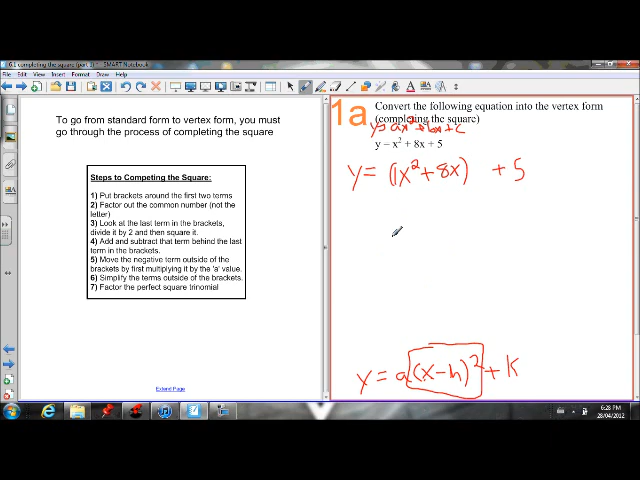 6.1 completing the square (part 1) - SMART Notebook
File Edit View Insert Format Draw Help
To go from standard form to vertex form, you must
go through the process of completing the square
Steps to Completing the Square:
1) Put brackets around the first two terms
2) Factor out the common number (not the
letter)
3) Look at the last term in the brackets,
divide it by 2 and then square it.
4) Add and subtract that term behind the last
term in the brackets.
5) Move the negative term outside of the
brackets by first multiplying it by the 'a' value.
6) Simplify the terms outside of the brackets.
7) Factor the perfect square trinomial
Extend Page
1a
Convert the following equation into the vertex form
(completing the square)
y = ax² + bx + c
y = x² + 8x + 5
y = (1x² + 8x) + 5
y = a(x-h)² + k
6:28 PM
28/04/2012